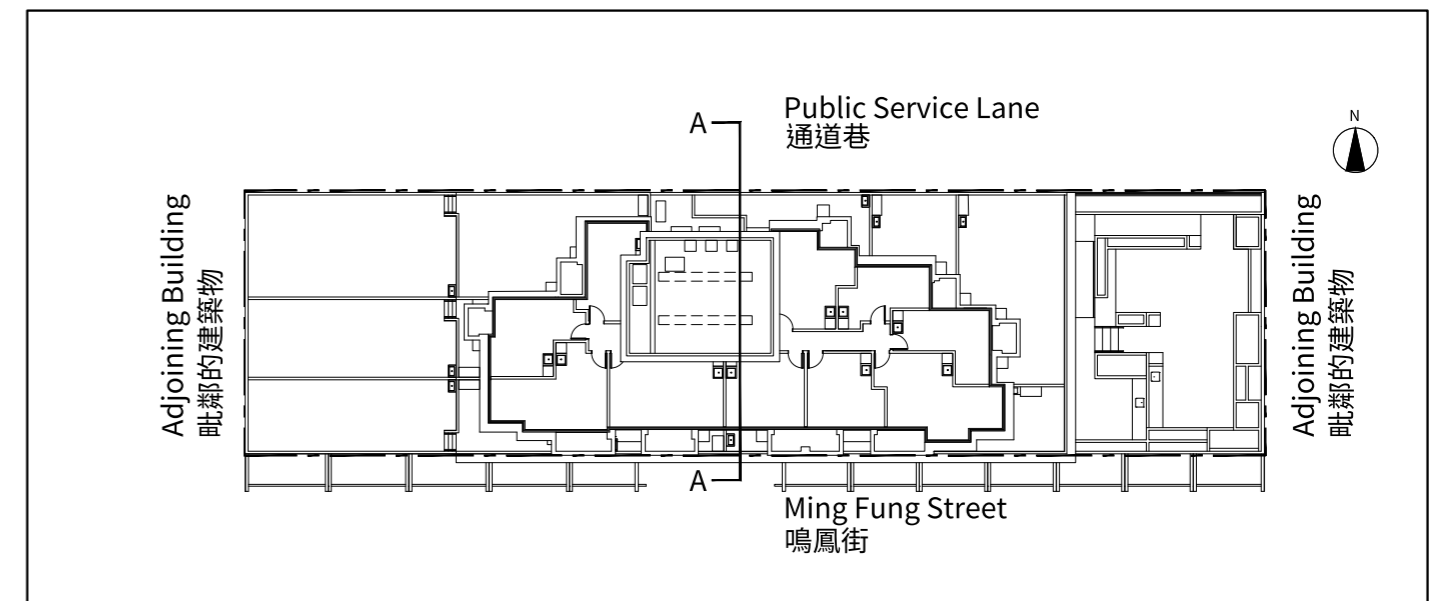 Public Service Lane
通道巷
A
N
Adjoining Building
毗鄰的建築物
Adjoining Building
毗鄰的建築物
A
Ming Fung Street
鳴鳳街